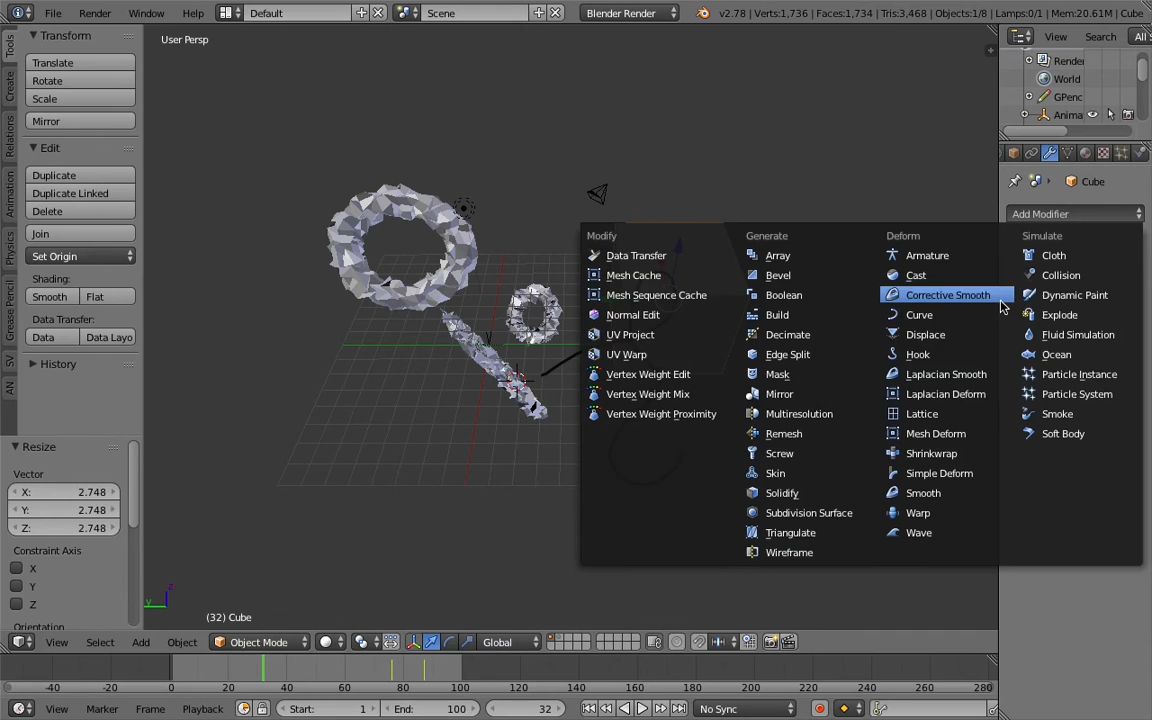 File Render Window Help Default Scene Blender Render v2.78 | Verts:1,736 | Faces:1,734 | Tris:3,468 | Objects:1/8 | Lamps:0/1 | Mem:20.61M | Cube
Tools
Create
Relations
Animation
Physics
Grease Pencil
SV
AN
Transform
Translate
Rotate
Scale
Mirror
Edit
Duplicate
Duplicate Linked
Delete
Join
Set Origin
Shading:
Smooth Flat
Data Transfer:
Data Data Layo
History
Resize
Vector
X: 2.748
Y: 2.748
Z: 2.748
Constraint Axis
X
Y
Z
Orientation
User Persp
(32) Cube
Modify
Data Transfer
Mesh Cache
Mesh Sequence Cache
Normal Edit
UV Project
UV Warp
Vertex Weight Edit
Vertex Weight Mix
Vertex Weight Proximity
Generate
Array
Bevel
Boolean
Build
Decimate
Edge Split
Mask
Mirror
Multiresolution
Remesh
Screw
Skin
Solidify
Subdivision Surface
Triangulate
Wireframe
Deform
Armature
Cast
Corrective Smooth
Curve
Displace
Hook
Laplacian Smooth
Laplacian Deform
Lattice
Mesh Deform
Shrinkwrap
Simple Deform
Smooth
Warp
Wave
Simulate
Cloth
Collision
Dynamic Paint
Explode
Fluid Simulation
Ocean
Particle Instance
Particle System
Smoke
Soft Body
View Search All S
Render
World
GPenc
Anima
Cube
Add Modifier
z
y
View Select Add Object Object Mode Global
-40 -20 0 20 40 60 80 100 120 140 160 180 200 220 240 260 280
View Marker Frame Playback Start: 1 End: 100 32 No Sync